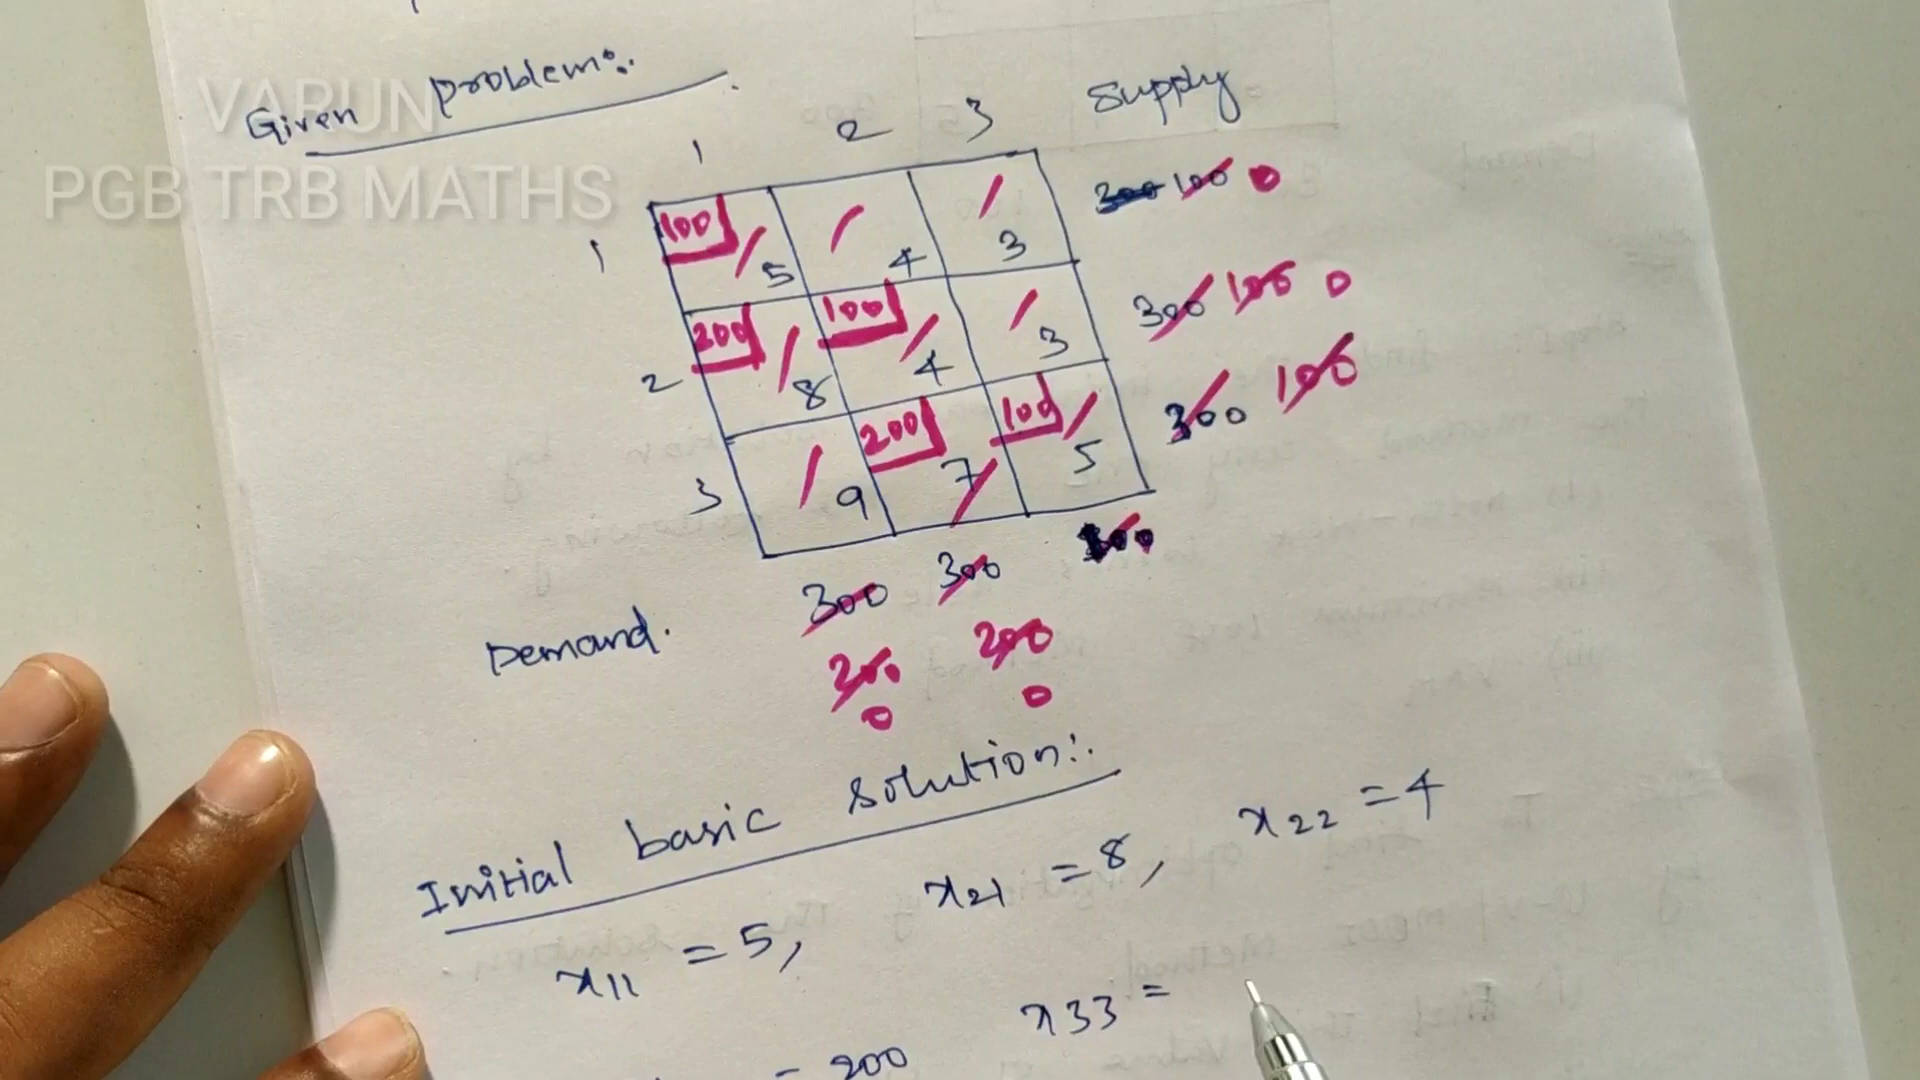 VARUN
PGB TRB MATHS
Given problem:.
1 2 3 Supply
1 100 5 4 3 100 0
2 200 8 100 4 3 300 100 0
3 9 200 7 100 5 300 100
Demand. 300 300
200 200
0 0
Initial basic solution:.
x11 = 5, x21 = 8, x22 = 4
= 200 x33 =